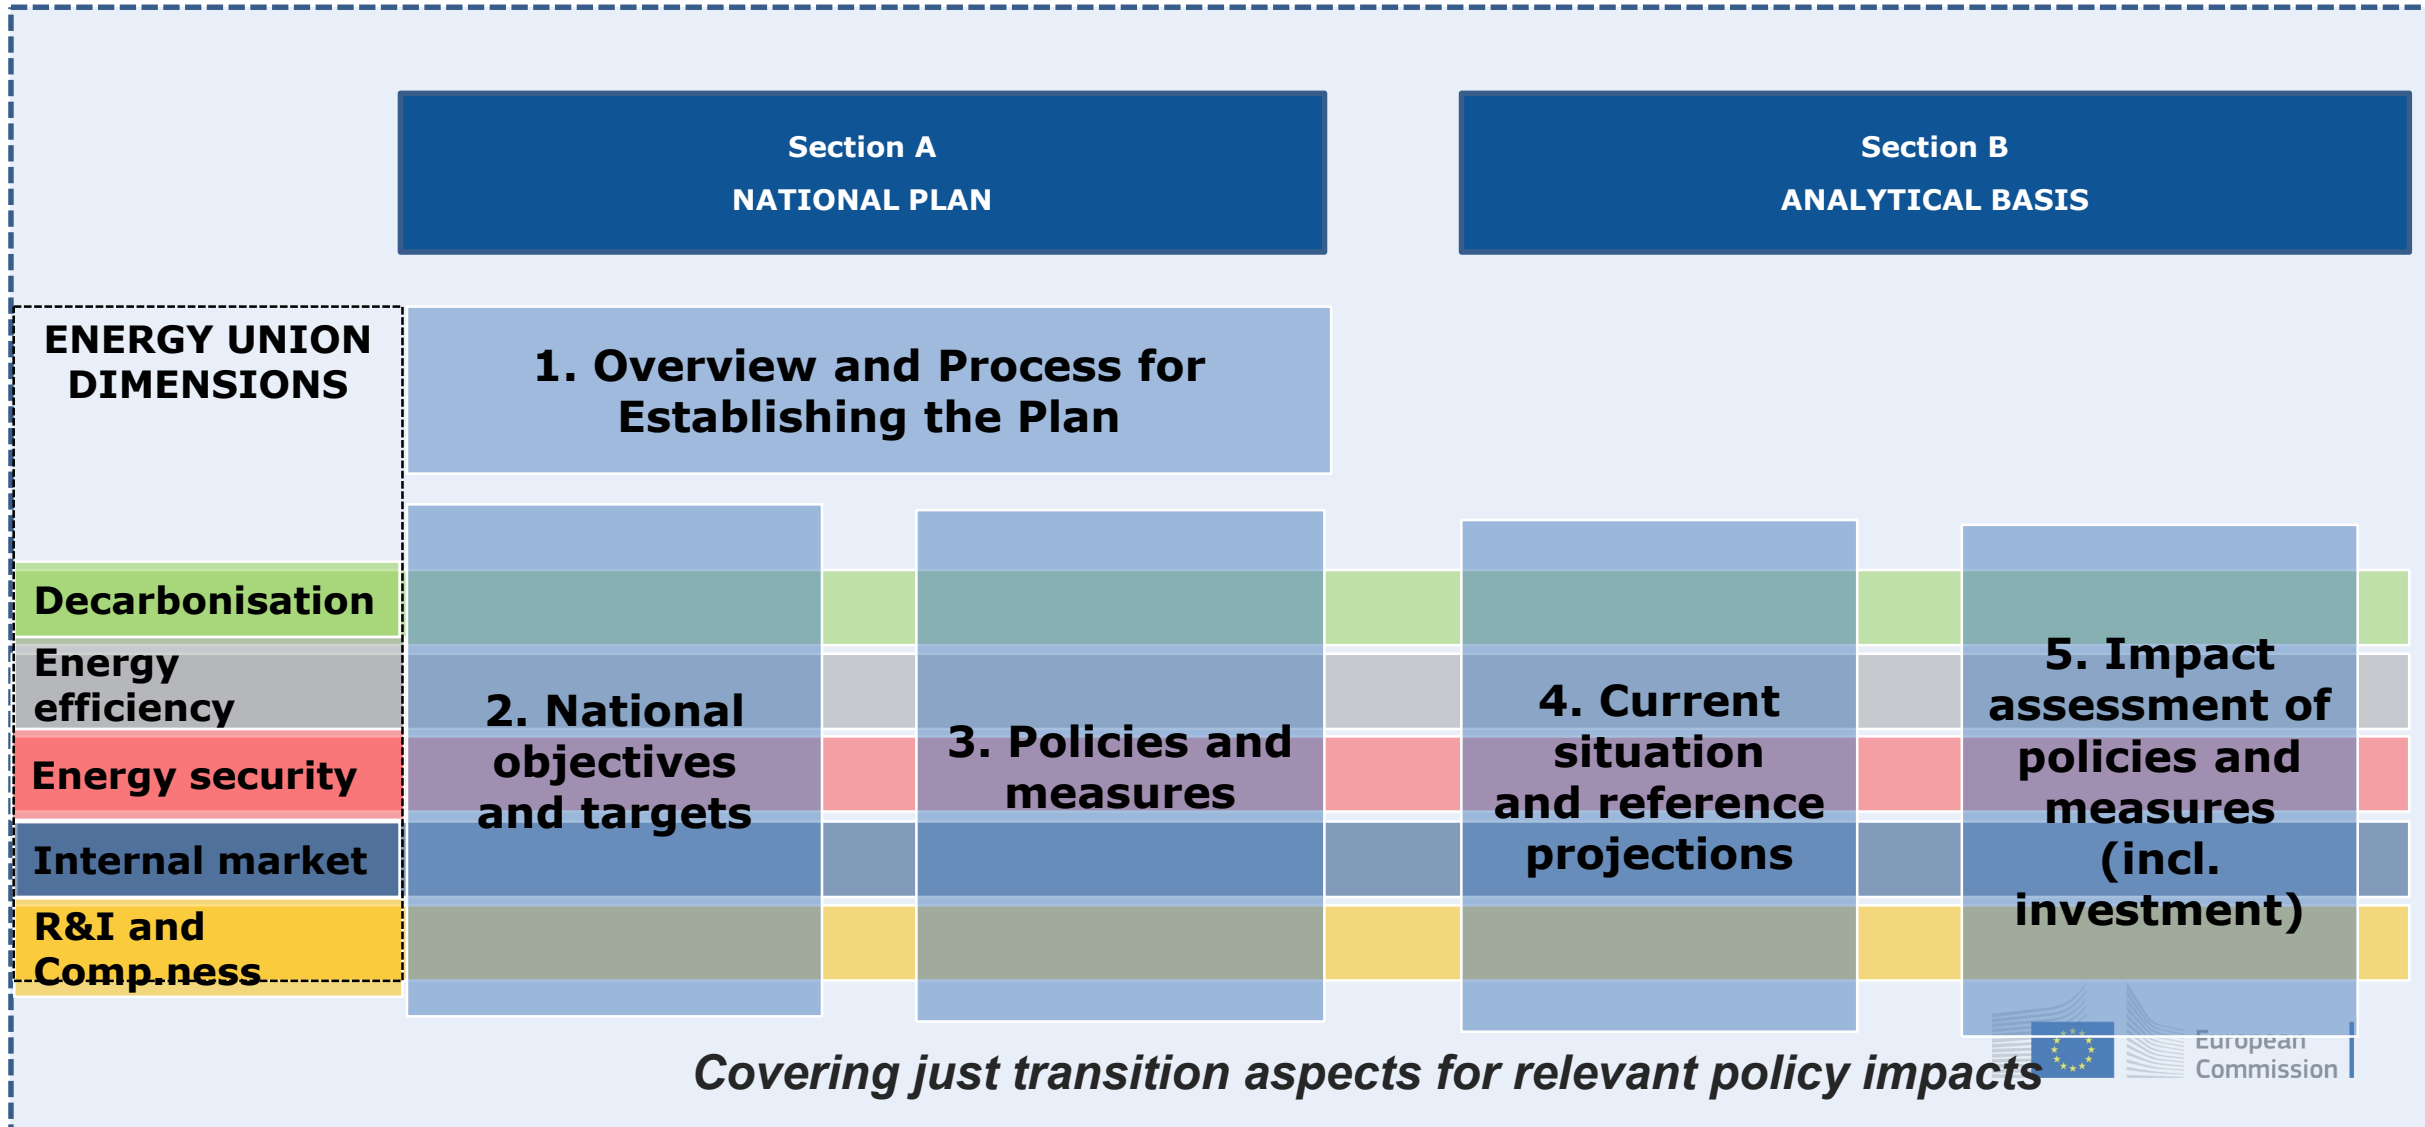 Section A
NATIONAL PLAN
Section B
ANALYTICAL BASIS
ENERGY UNION
DIMENSIONS
1. Overview and Process for
Establishing the Plan
Decarbonisation
Energy
efficiency
Energy security
Internal market
R&I and
Comp.ness
2. National
objectives
and targets
3. Policies and
measures
4. Current
situation
and reference
projections
5. Impact
assessment of
policies and
measures
(incl.
investment)
Covering just transition aspects for relevant policy impacts
European
Commission